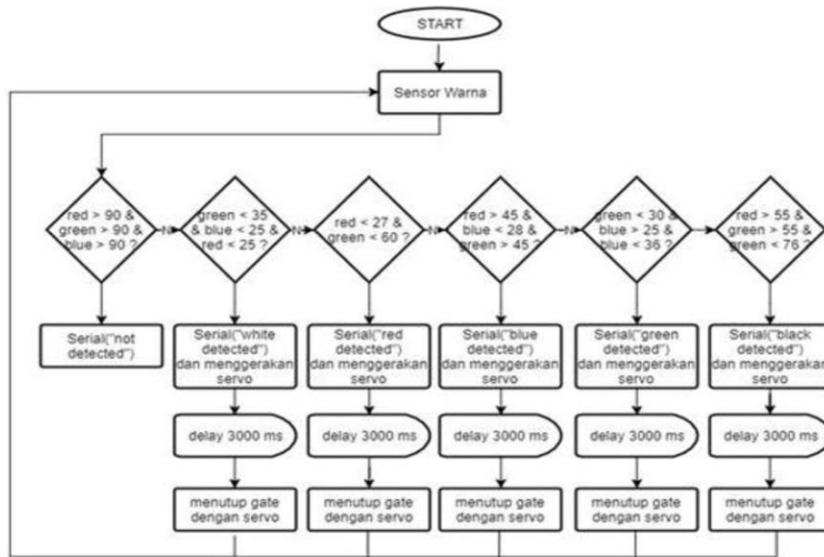 START
Sensor Warna
red > 90 &
green > 90 &
blue > 90 ?
N
green < 35
& blue < 25 &
red < 25 ?
N
red < 27 &
green < 60 ?
N
red > 45 &
blue < 28 &
green > 45 ?
N
green < 30 &
blue > 25 &
blue < 36 ?
red > 55 &
green > 55 &
green < 76 ?
Serial("not
detected")
Serial("white
detected")
dan menggerakan
servo
Serial("red
detected")
dan menggerakan
servo
Serial("blue
detected")
dan menggerakan
servo
Serial("green
detected")
dan menggerakan
servo
Serial("black
detected")
dan menggerakan
servo
delay 3000 ms
delay 3000 ms
delay 3000 ms
delay 3000 ms
delay 3000 ms
menutup gate
dengan servo
menutup gate
dengan servo
menutup gate
dengan servo
menutup gate
dengan servo
menutup gate
dengan servo